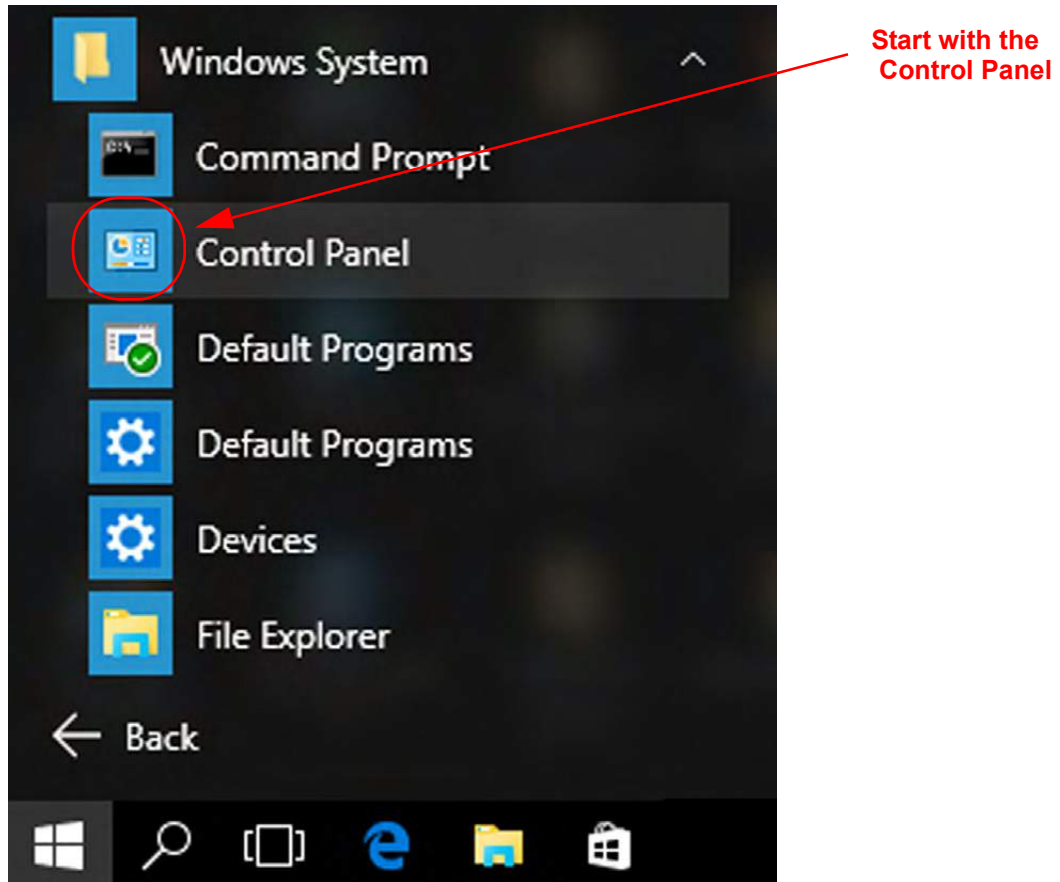 Windows System
Start with the
Control Panel
Command Prompt
Control Panel
Default Programs
Default Programs
Devices
File Explorer
Back